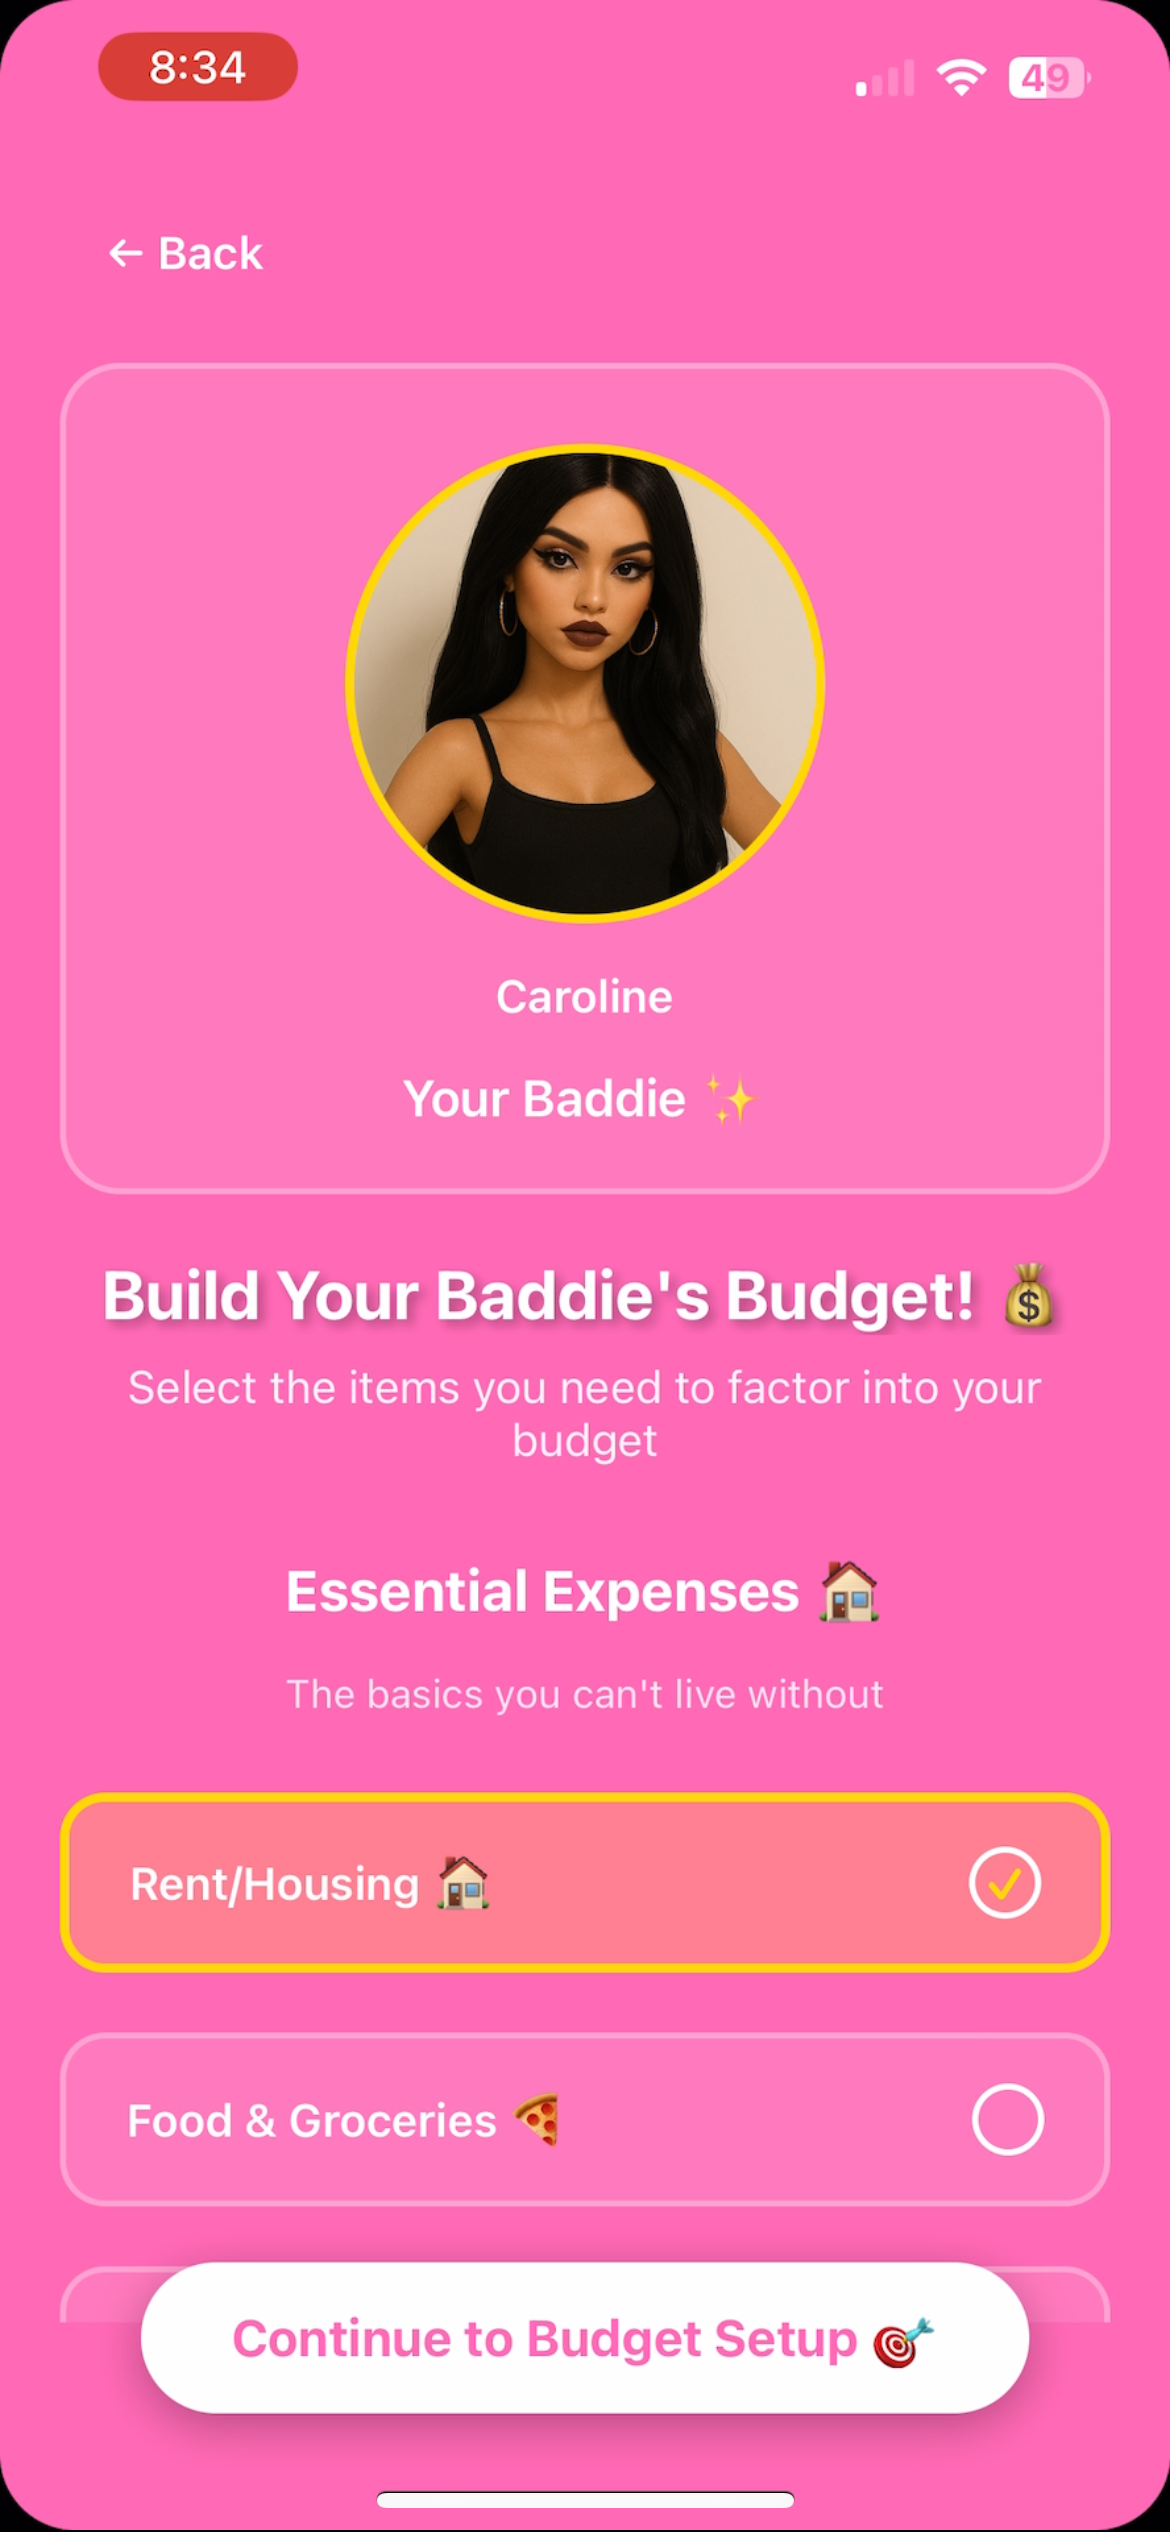 8:34
49
← Back
Caroline
Your Baddie ✨
Build Your Baddie's Budget! 💰
Select the items you need to factor into your
budget
Essential Expenses 🏠
The basics you can't live without
Rent/Housing 🏠
Food & Groceries 🍕
Continue to Budget Setup 🎯